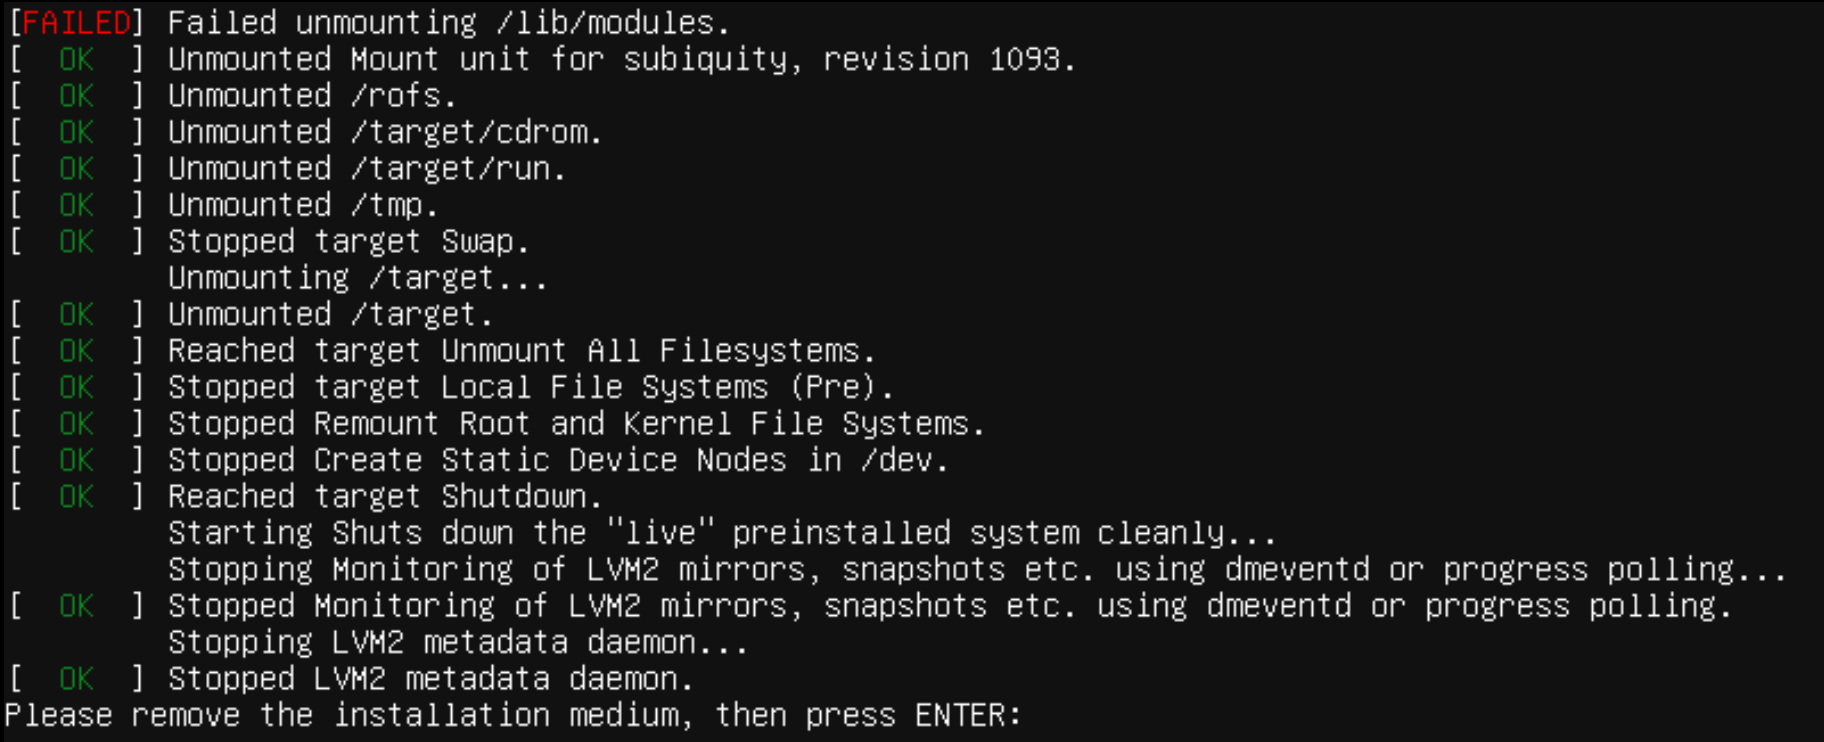 [FAILED] Failed unmounting /lib/modules.
[  OK  ] Unmounted Mount unit for subiquity, revision 1093.
[  OK  ] Unmounted /rofs.
[  OK  ] Unmounted /target/cdrom.
[  OK  ] Unmounted /target/run.
[  OK  ] Unmounted /tmp.
[  OK  ] Stopped target Swap.
         Unmounting /target...
[  OK  ] Unmounted /target.
[  OK  ] Reached target Unmount All Filesystems.
[  OK  ] Stopped target Local File Systems (Pre).
[  OK  ] Stopped Remount Root and Kernel File Systems.
[  OK  ] Stopped Create Static Device Nodes in /dev.
[  OK  ] Reached target Shutdown.
         Starting Shuts down the "live" preinstalled system cleanly...
         Stopping Monitoring of LVM2 mirrors, snapshots etc. using dmeventd or progress polling...
[  OK  ] Stopped Monitoring of LVM2 mirrors, snapshots etc. using dmeventd or progress polling.
         Stopping LVM2 metadata daemon...
[  OK  ] Stopped LVM2 metadata daemon.
Please remove the installation medium, then press ENTER: